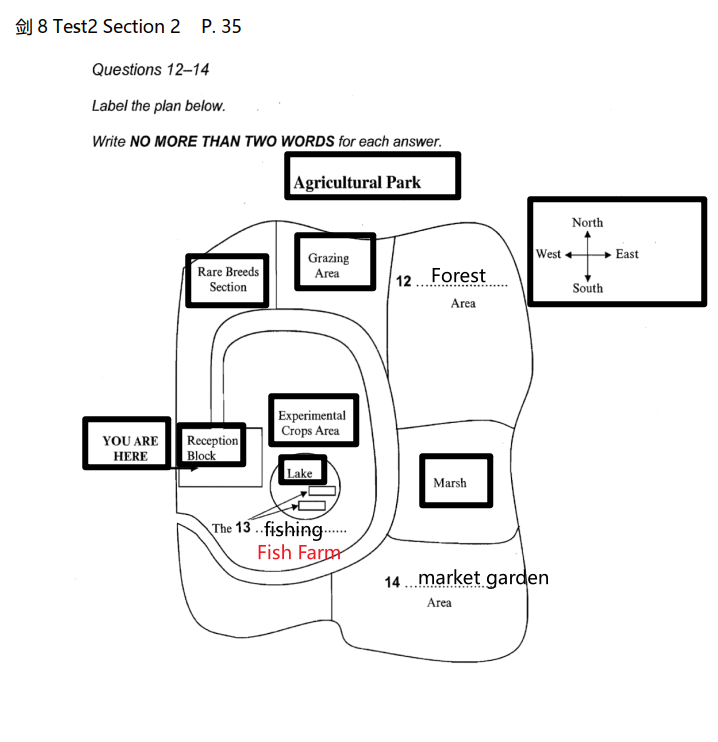 剑 8 Test2 Section 2 P. 35
Questions 12–14
Label the plan below.
Write NO MORE THAN TWO WORDS for each answer.
Agricultural Park
North
West
East
South
Rare Breeds
Section
Grazing
Area
12 ....Forest....
Area
YOU ARE
HERE
Reception
Block
Experimental
Crops Area
Lake
Marsh
The 13 ..fishing......
Fish Farm
14 ...market garden
Area